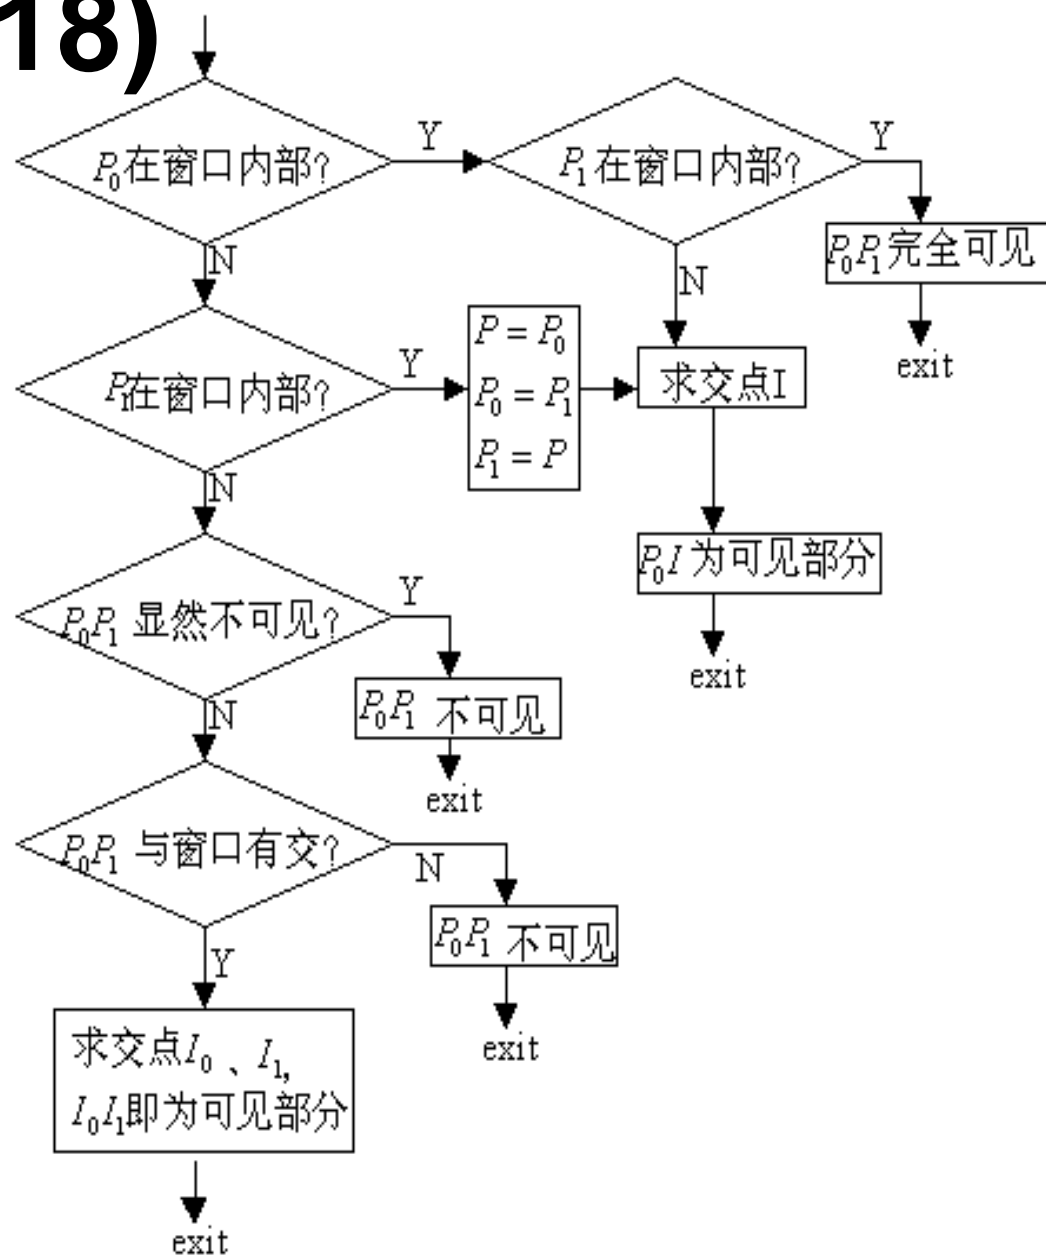 18)
P₀在窗口内部?
Y
P₁在窗口内部?
Y
N
N
P₀P₁完全可见
exit
P₁在窗口内部?
Y
P = P₀
P₀ = P₁
P₁ = P
求交点I
N
P₀I 为可见部分
exit
P₀P₁ 显然不可见?
Y
N
P₀P₁ 不可见
exit
P₀P₁ 与窗口有交?
N
P₀P₁ 不可见
exit
Y
求交点I₀、I₁,
I₀I₁即为可见部分
exit